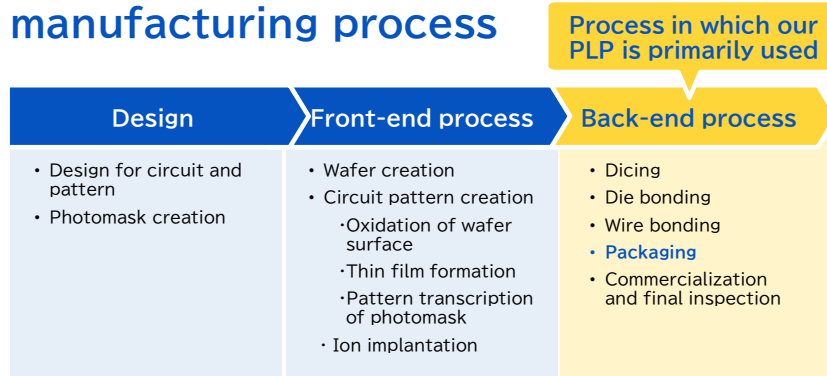 manufacturing process
Process in which our
PLP is primarily used
Design
Front-end process
Back-end process
• Design for circuit and
pattern
• Photomask creation
• Wafer creation
• Circuit pattern creation
・Oxidation of wafer
surface
・Thin film formation
・Pattern transcription
of photomask
・Ion implantation
• Dicing
• Die bonding
• Wire bonding
• Packaging
• Commercialization
and final inspection